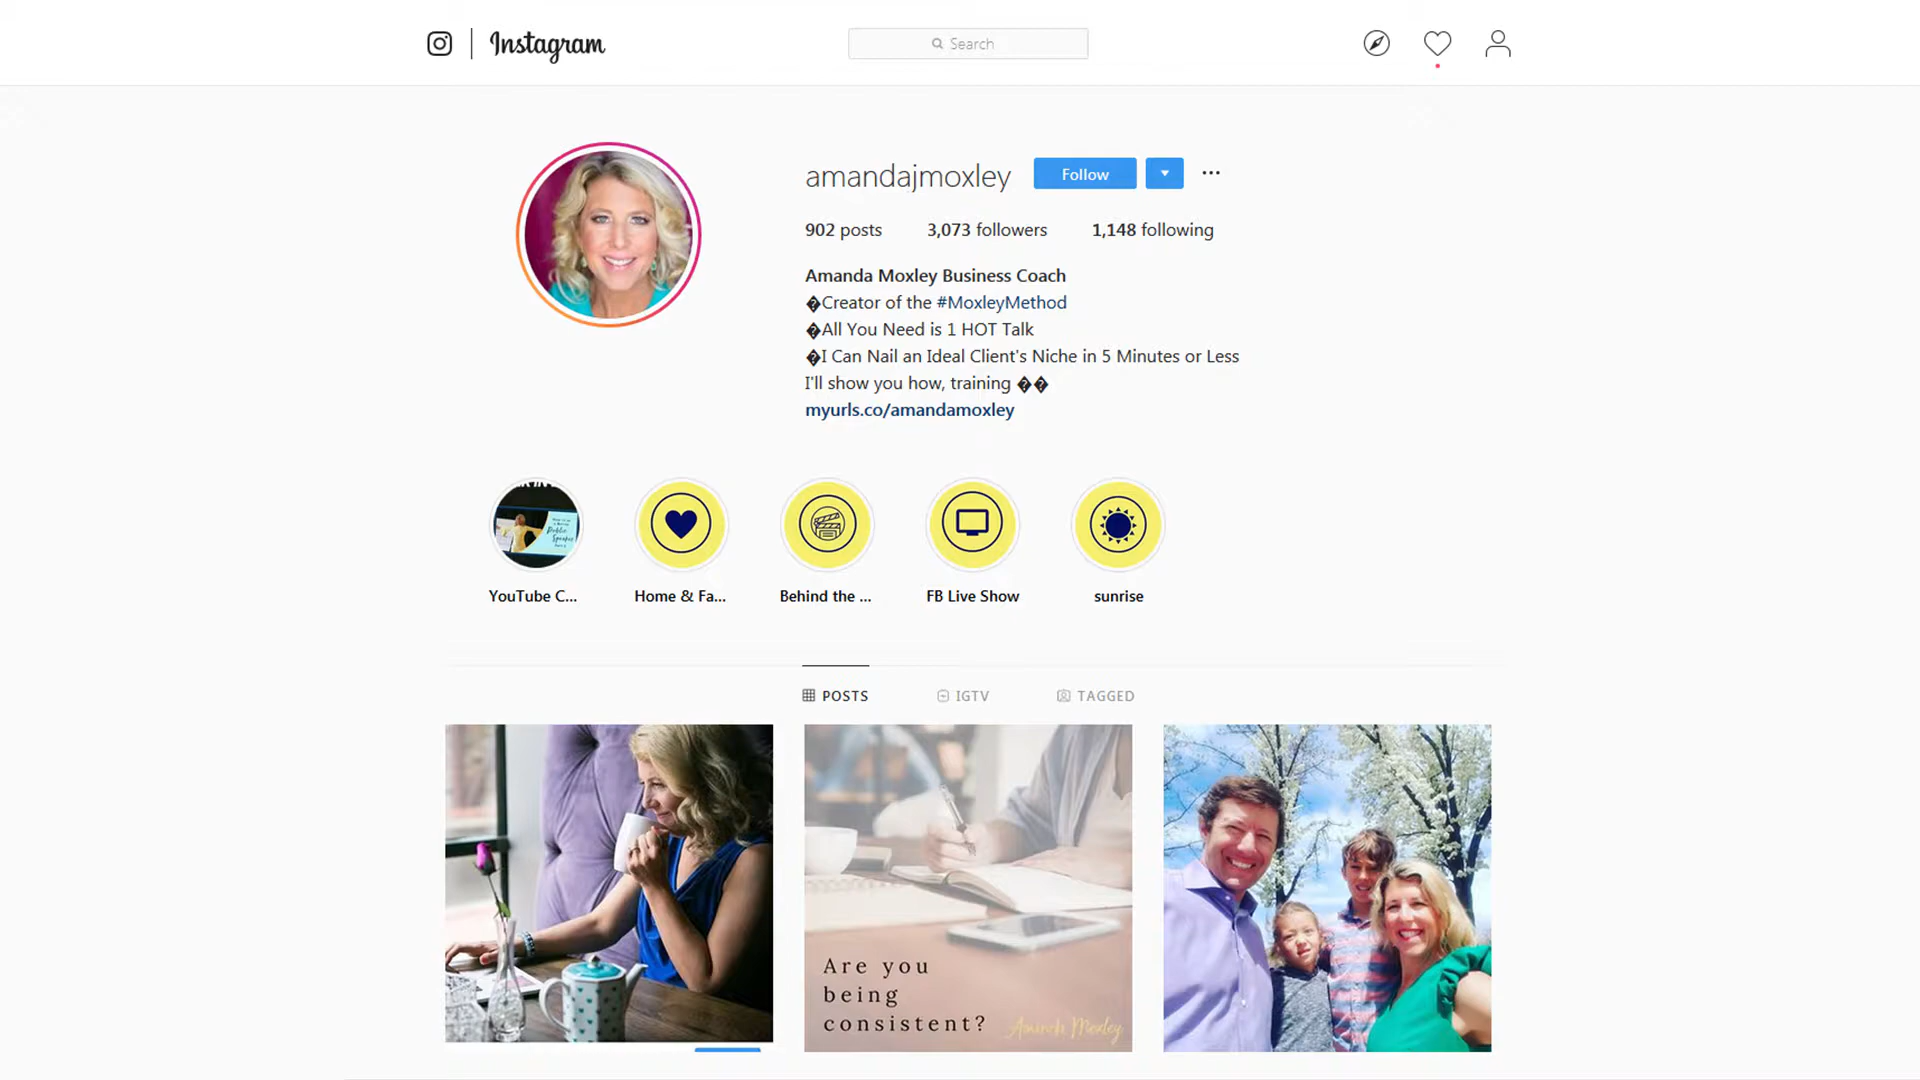 Instagram
Search
amandajmoxley Follow
902 posts 3,073 followers 1,148 following
Amanda Moxley Business Coach
�Creator of the #MoxleyMethod
�All You Need is 1 HOT Talk
�I Can Nail an Ideal Client's Niche in 5 Minutes or Less
I'll show you how, training ��
myurls.co/amandamoxley
Public
Speaker
YouTube C... Home & Fa... Behind the ... FB Live Show sunrise
POSTS IGTV TAGGED
Are you
being
consistent?
Amanda Moxley